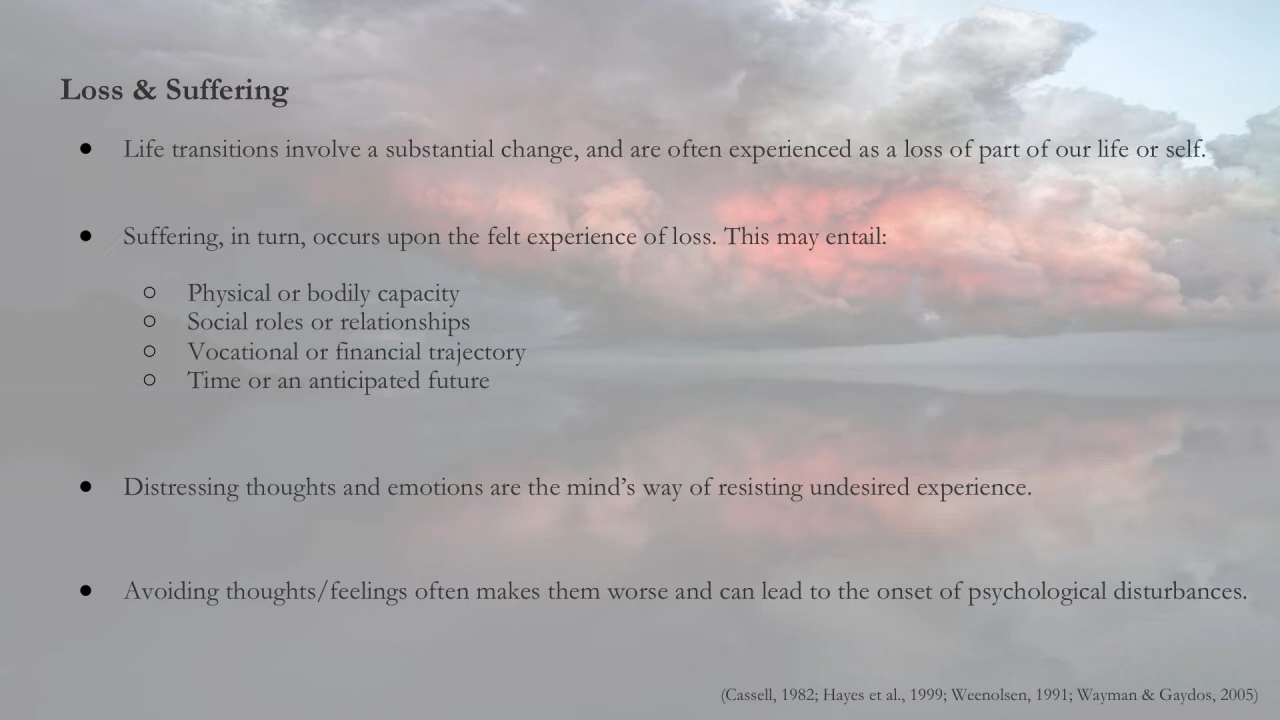 Loss & Suffering
● Life transitions involve a substantial change, and are often experienced as a loss of part of our life or self.
● Suffering, in turn, occurs upon the felt experience of loss. This may entail:
○ Physical or bodily capacity
○ Social roles or relationships
○ Vocational or financial trajectory
○ Time or an anticipated future
● Distressing thoughts and emotions are the mind’s way of resisting undesired experience.
● Avoiding thoughts/feelings often makes them worse and can lead to the onset of psychological disturbances.
(Cassell, 1982; Hayes et al., 1999; Weenolsen, 1991; Wayman & Gaydos, 2005)